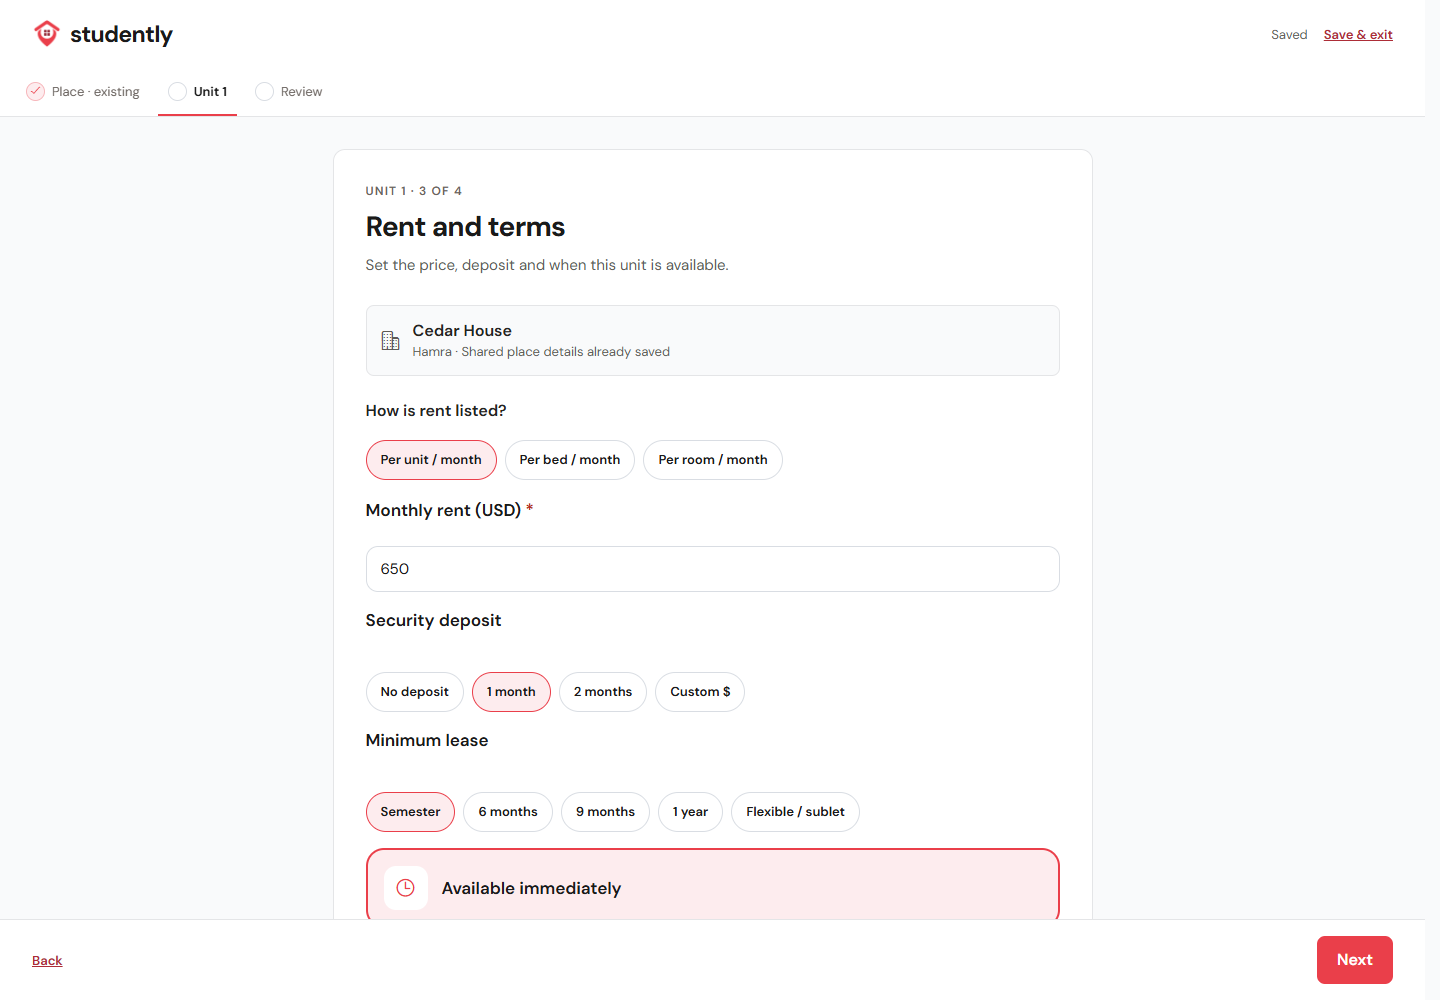 studently
Saved
Save & exit
Place · existing
Unit 1
Review
UNIT 1 · 3 OF 4
Rent and terms
Set the price, deposit and when this unit is available.
Cedar House
Hamra · Shared place details already saved
How is rent listed?
Per unit / month
Per bed / month
Per room / month
Monthly rent (USD) *
650
Security deposit
No deposit
1 month
2 months
Custom $
Minimum lease
Semester
6 months
9 months
1 year
Flexible / sublet
Available immediately
Back
Next